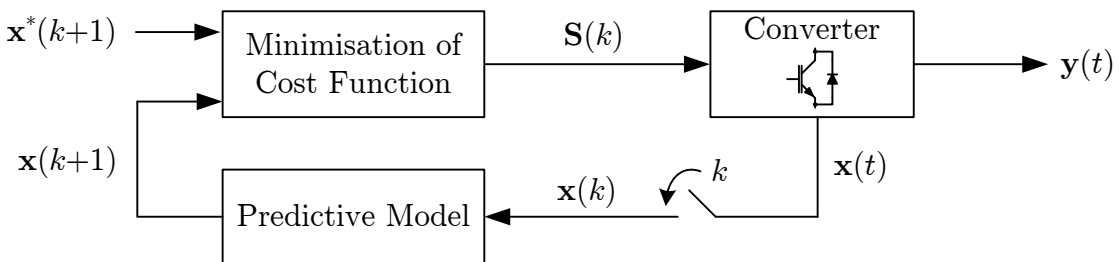 x*(k+1)
Minimisation of
Cost Function
S(k)
Converter
y(t)
x(k+1)
Predictive Model
x(k)
k
x(t)